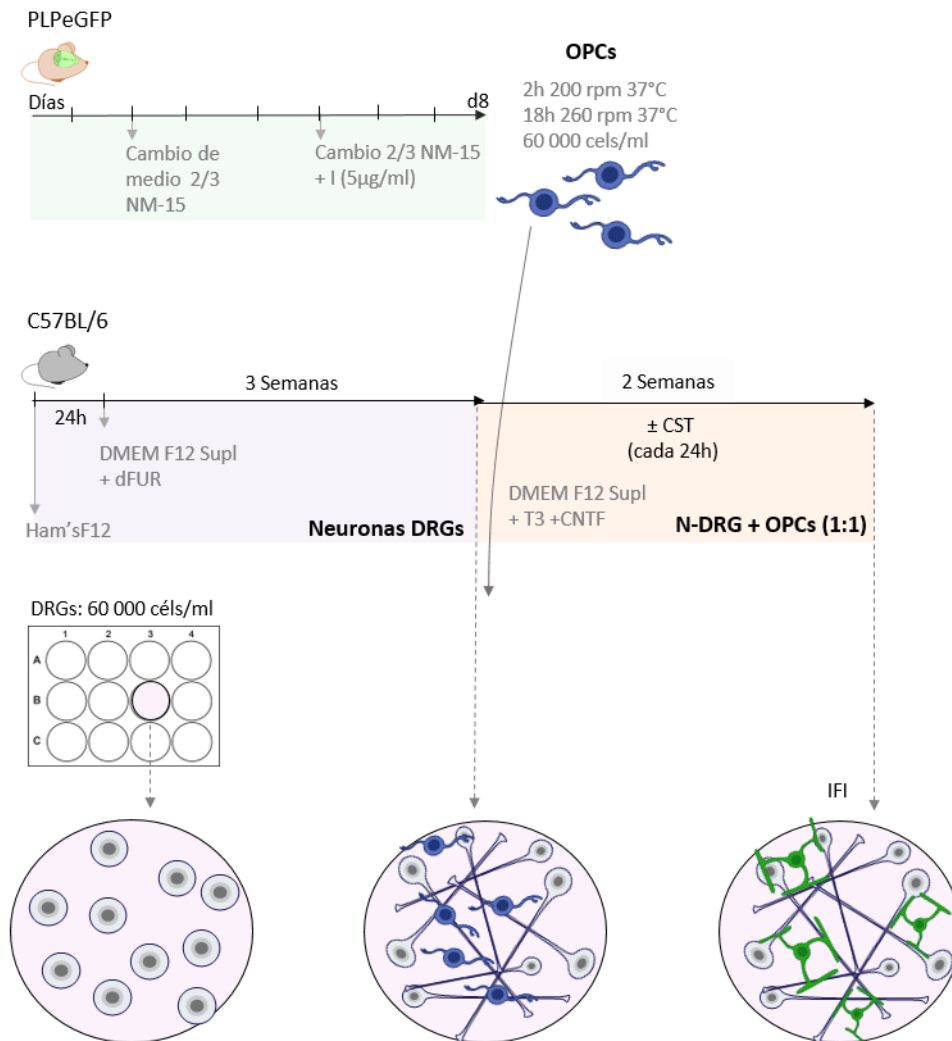 PLPeGFP
OPCs
2h 200 rpm 37°C
18h 260 rpm 37°C
60 000 cels/ml
Días
d8
Cambio de
medio 2/3
NM-15
Cambio 2/3 NM-15
+ I (5µg/ml)
C57BL/6
3 Semanas
2 Semanas
24h
± CST
(cada 24h)
DMEM F12 Supl
+ dFUR
DMEM F12 Supl
+ T3 +CNTF
Ham'sF12
Neuronas DRGs
N-DRG + OPCs (1:1)
DRGs: 60 000 céls/ml
1 2 3 4
A
B
C
IFI